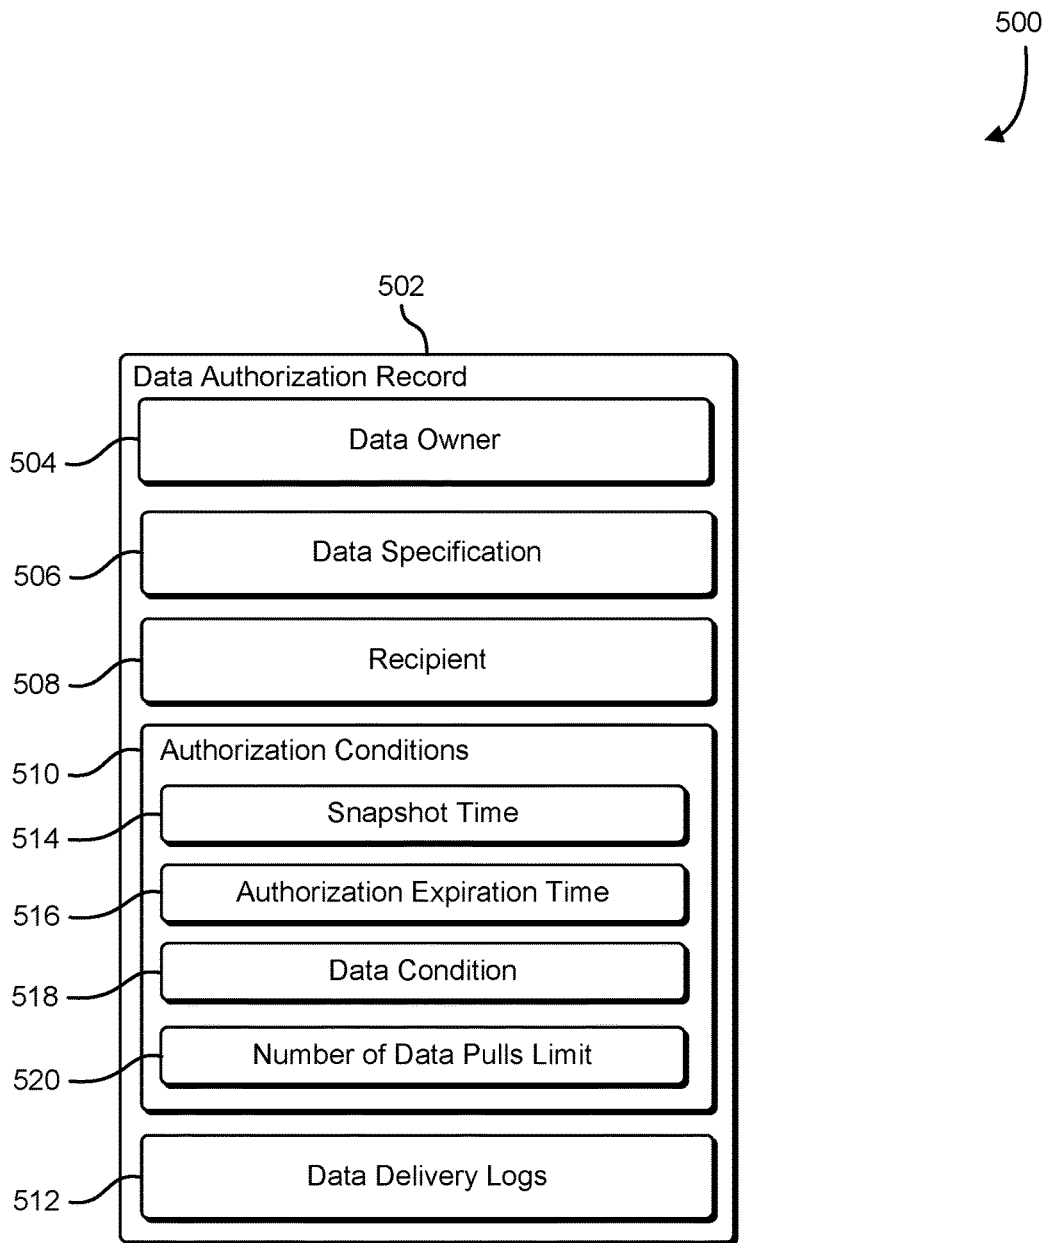 500
502
Data Authorization Record
Data Owner
504
Data Specification
506
Recipient
508
Authorization Conditions
510
Snapshot Time
514
Authorization Expiration Time
516
Data Condition
518
Number of Data Pulls Limit
520
Data Delivery Logs
512